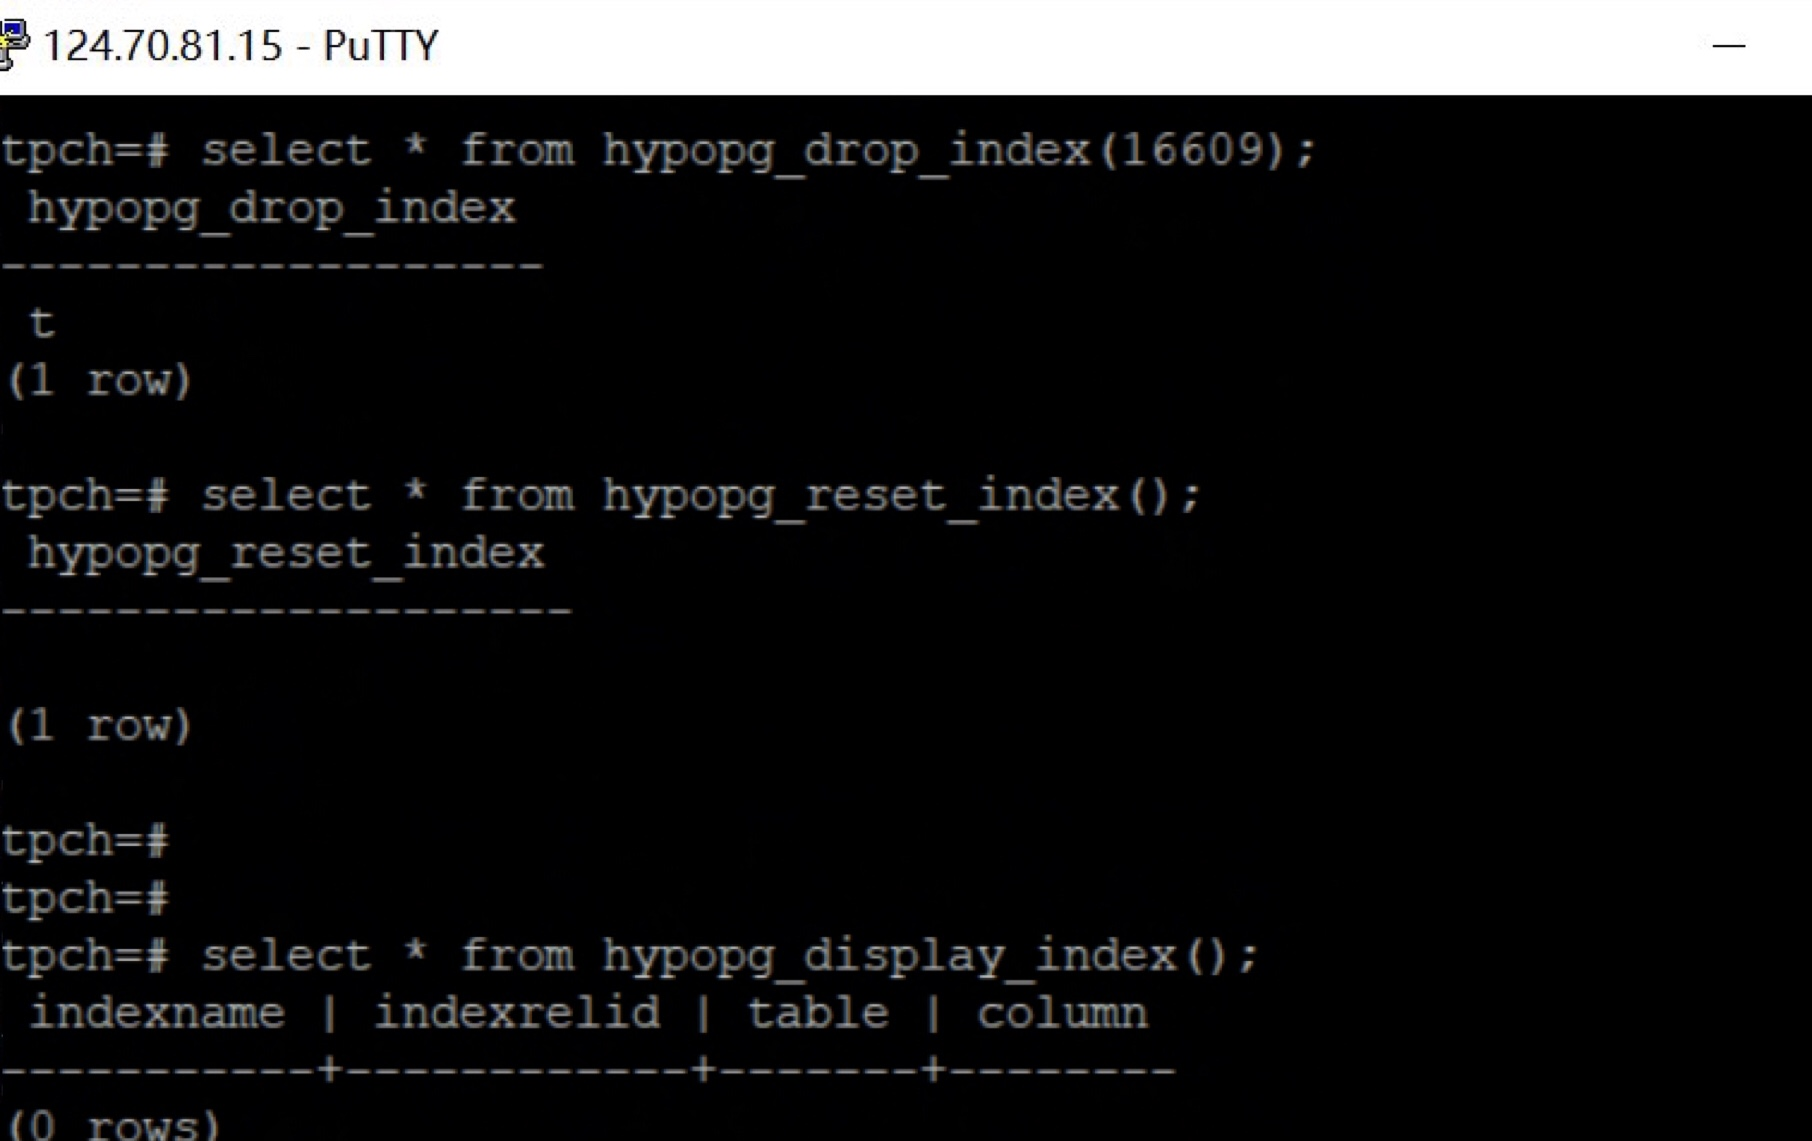 124.70.81.15 - PuTTY
tpch=# select * from hypopg_drop_index(16609);
 hypopg_drop_index
-------------------
 t
(1 row)

tpch=# select * from hypopg_reset_index();
 hypopg_reset_index
--------------------

(1 row)

tpch=#
tpch=#
tpch=# select * from hypopg_display_index();
 indexname | indexrelid | table | column
-----------+------------+-------+--------
(0 rows)